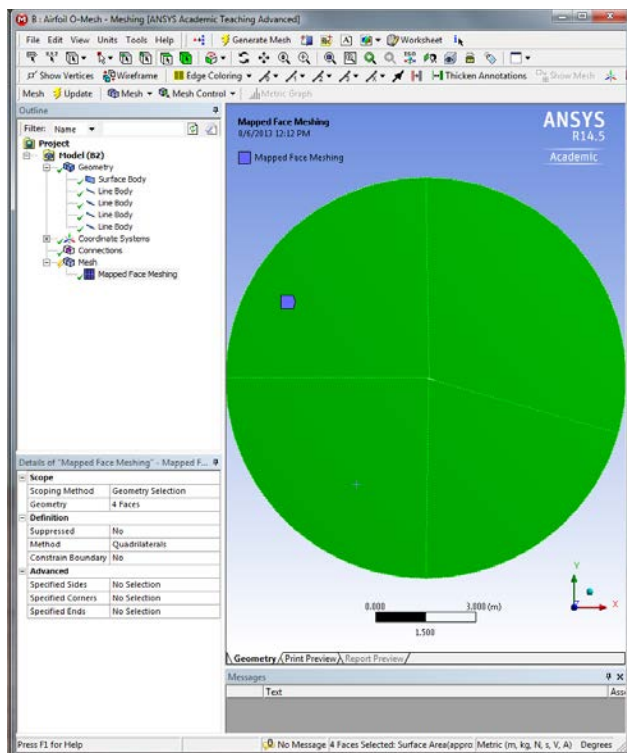 B : Airfoil O-Mesh - Meshing [ANSYS Academic Teaching Advanced]
File Edit View Units Tools Help Generate Mesh Worksheet
Show Vertices Wireframe Edge Coloring Thicken Annotations Show Mesh
Mesh Update Mesh Mesh Control Metric Graph
Outline
Filter: Name
Project
Model (B2)
Geometry
Surface Body
Line Body
Line Body
Line Body
Line Body
Coordinate Systems
Connections
Mesh
Mapped Face Meshing
Details of "Mapped Face Meshing" - Mapped F...
Scope
Scoping Method Geometry Selection
Geometry 4 Faces
Definition
Suppressed No
Method Quadrilaterals
Constrain Boundary No
Advanced
Specified Sides No Selection
Specified Corners No Selection
Specified Ends No Selection
Mapped Face Meshing
8/6/2013 12:12 PM
Mapped Face Meshing
ANSYS
R14.5
Academic
0.000 3.000 (m)
1.500
Y
Z X
Geometry Print Preview Report Preview
Messages
Text Ass
Press F1 for Help No Message 4 Faces Selected: Surface Area(appro Metric (m, kg, N, s, V, A) Degrees